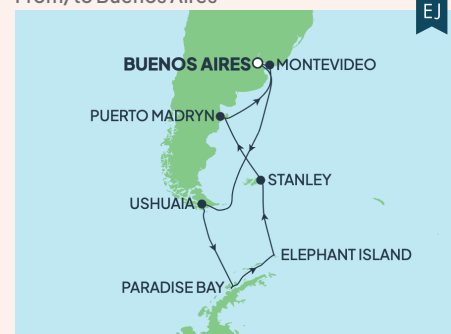 From/to Buenos Aires
EJ
BUENOS AIRES
MONTEVIDEO
PUERTO MADRYN
STANLEY
USHUAIA
ELEPHANT ISLAND
PARADISE BAY